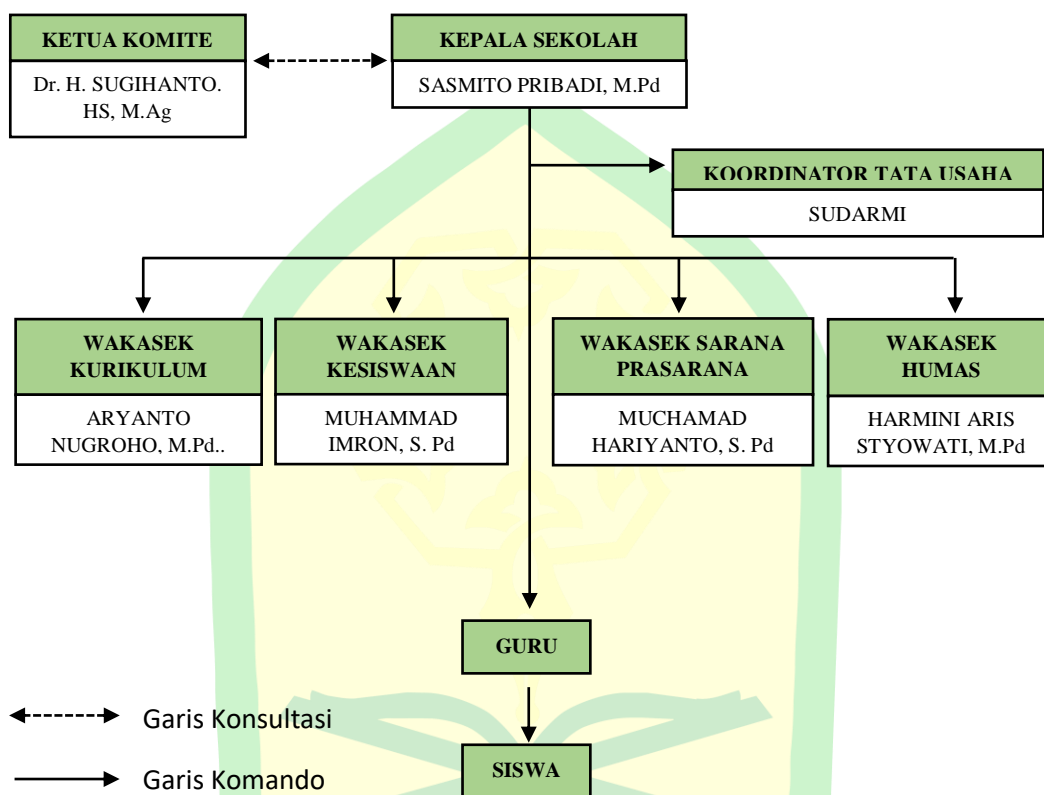 KETUA KOMITE
Dr. H. SUGIHANTO.
HS, M.Ag
KEPALA SEKOLAH
SASMITO PRIBADI, M.Pd
KOORDINATOR TATA USAHA
SUDARMI
WAKASEK
KURIKULUM
ARYANTO
NUGROHO, M.Pd..
WAKASEK
KESISWAAN
MUHAMMAD
IMRON, S. Pd
WAKASEK SARANA
PRASARANA
MUCHAMAD
HARIYANTO, S. Pd
WAKASEK
HUMAS
HARMINI ARIS
STYOWATI, M.Pd
GURU
SISWA
Garis Konsultasi
Garis Komando